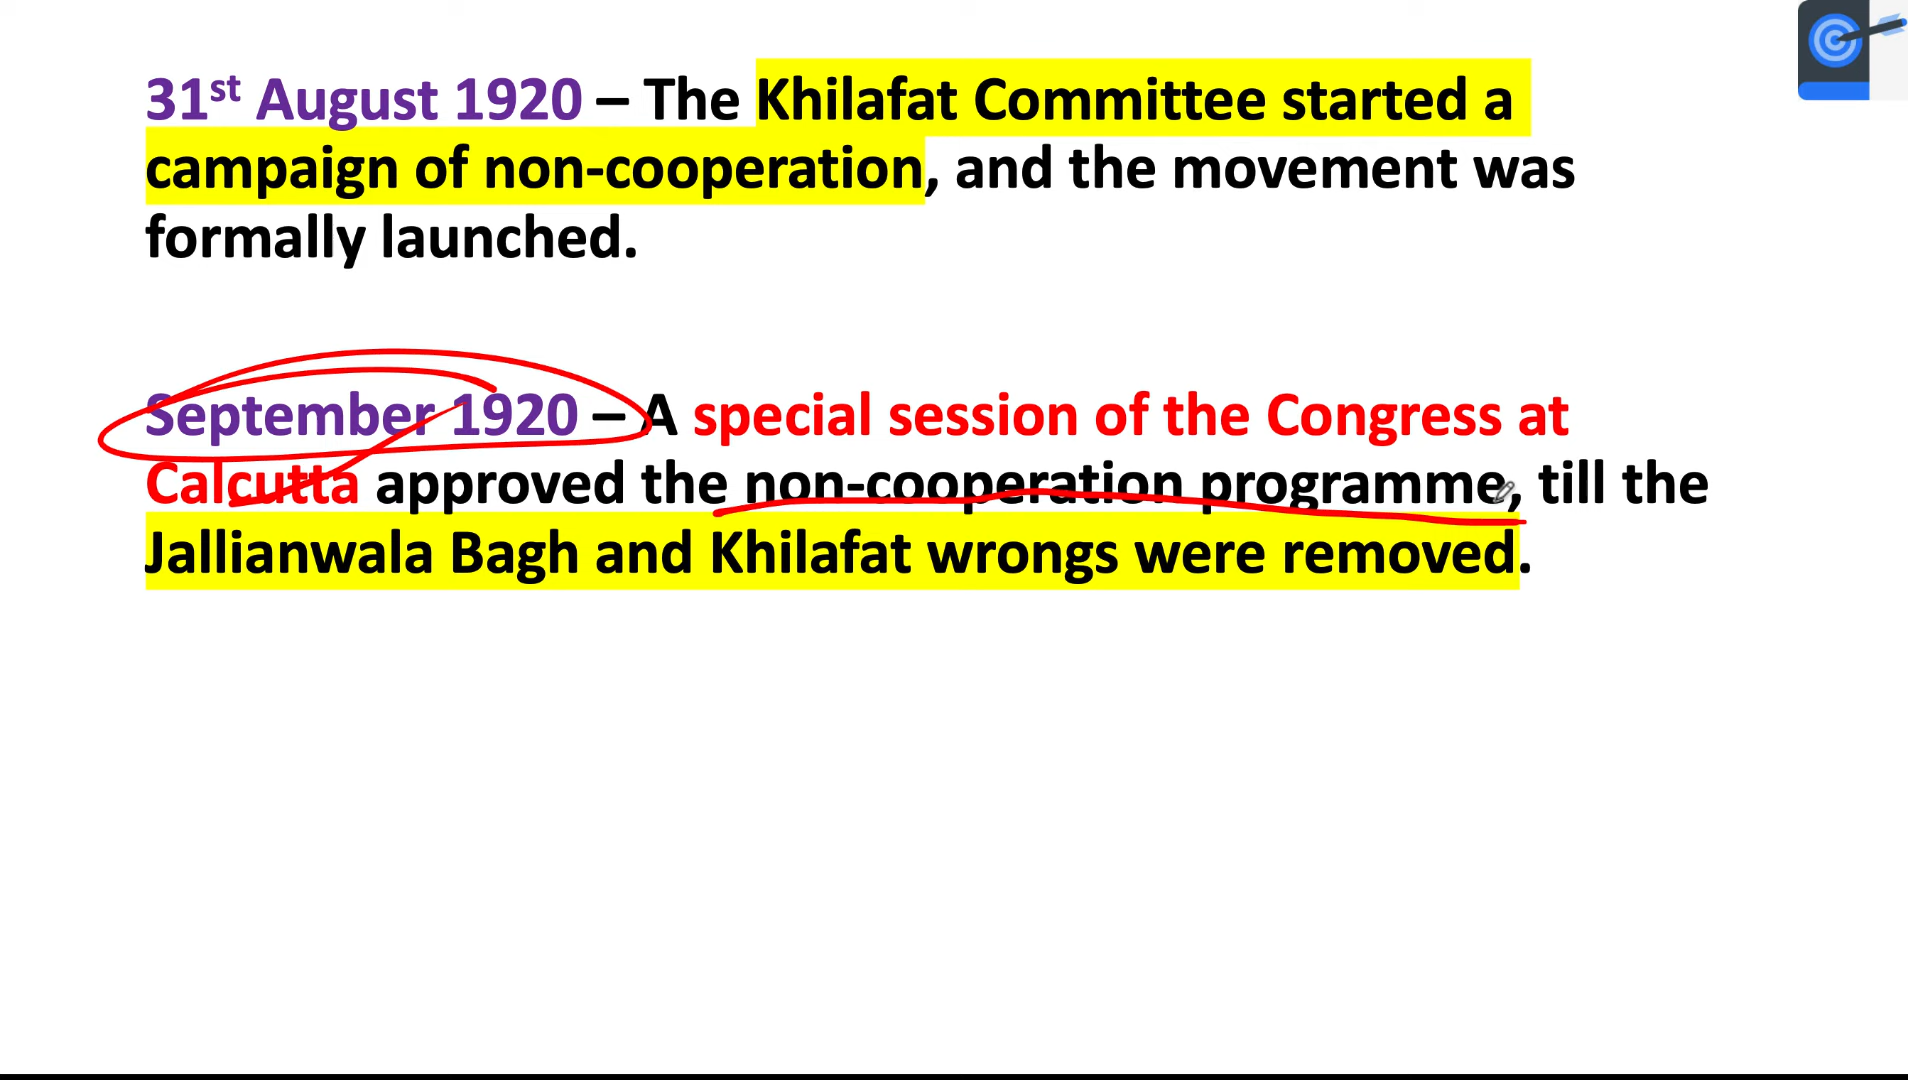 31st August 1920 – The Khilafat Committee started a
campaign of non-cooperation, and the movement was
formally launched.
September 1920 – A special session of the Congress at
Calcutta approved the non-cooperation programme, till the
Jallianwala Bagh and Khilafat wrongs were removed.